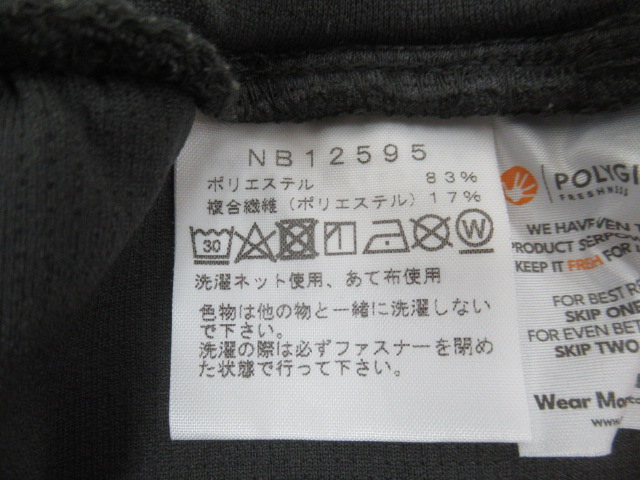 NB12595
ポリエステル 83%
複合繊維(ポリエステル)17%
30
W
洗濯ネット使用、あて布使用
色物は他の物と一緒に洗濯しない
で下さい。
洗濯の際は必ずファスナーを閉め
た状態で行って下さい。
POLYGI
FRESHNESS
WE HAVE
PRODUCT
KEEP IT FRESH FOR
FOR BEST
SKIP ONE
FOR EVEN BE
SKIP TWO
Wear
www.